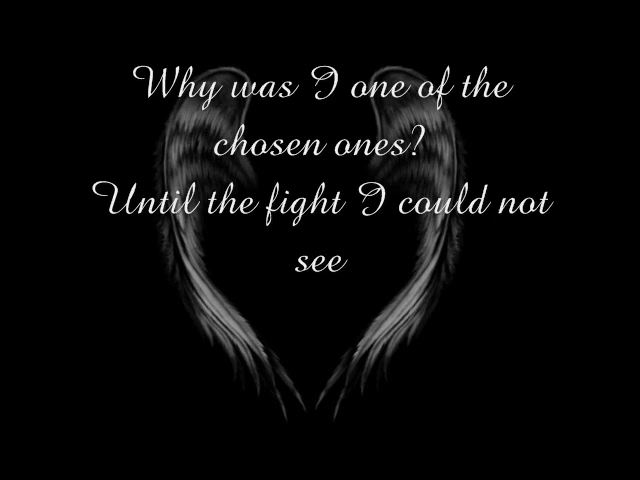 Why was I one of the
chosen ones?
Until the fight I could not
see